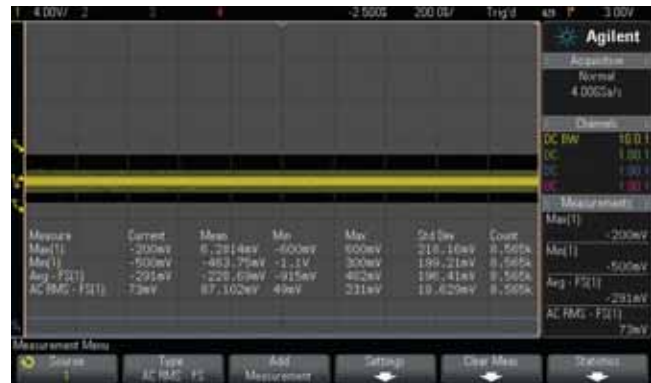 1 4.00V/ 2 3 4 -2.500s 200.0s/ Trig'd 1 3.00V
Agilent
Acquisition
Normal
4.00GSa/s
Channels
DC BW 10.0:1
DC 1.00:1
DC 1.00:1
DC 1.00:1
Measurements
Max(1)
-200mV
Min(1)
-500mV
Avg - FS(1)
-291mV
AC RMS - FS(1)
73mV
Measure Current Mean Min Max Std Dev Count
Max(1) -200mV 6.2814mV -600mV 600mV 218.16mV 8.565k
Min(1) -500mV -463.75mV -1.1V 300mV 199.21mV 8.565k
Avg - FS(1) -291mV -228.69mV -915mV 462mV 196.41mV 8.565k
AC RMS - FS(1) 73mV 87.102mV 49mV 231mV 18.629mV 8.565k
Measurement Menu
Source
1
Type
AC RMS - FS
Add
Measurement
Settings
Clear Meas
Statistics